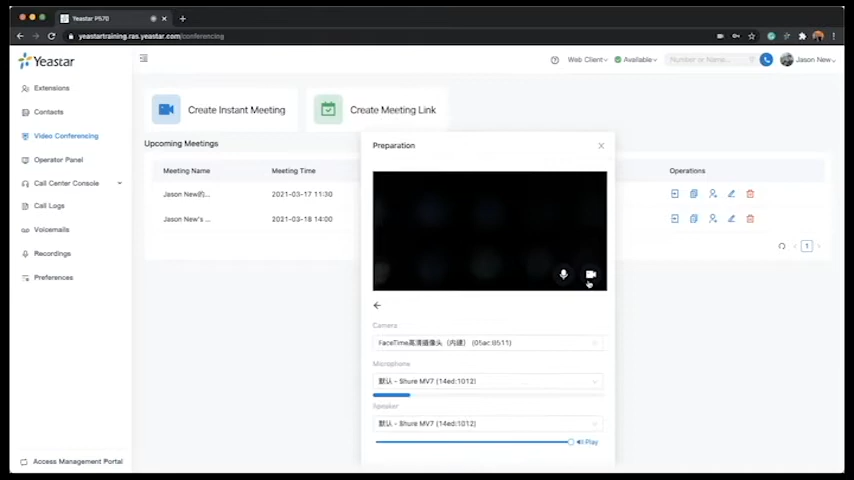 Yeastar P570
yeastartraining.ras.yeastar.com/conferencing
Yeastar
Web Client
Available
Number or Name...
Jason New
Extensions
Contacts
Video Conferencing
Operator Panel
Call Center Console
Call Logs
Voicemails
Recordings
Preferences
Access Management Portal
Create Instant Meeting
Create Meeting Link
Upcoming Meetings
Meeting Name
Meeting Time
Operations
Jason New的...
2021-03-17 11:30
Jason New's ...
2021-03-18 14:00
1
Preparation
Camera
FaceTime高清摄像头（内建） (05ac:8511)
Microphone
默认 - Shure MV7 (14ed:1012)
Speaker
默认 - Shure MV7 (14ed:1012)
Play